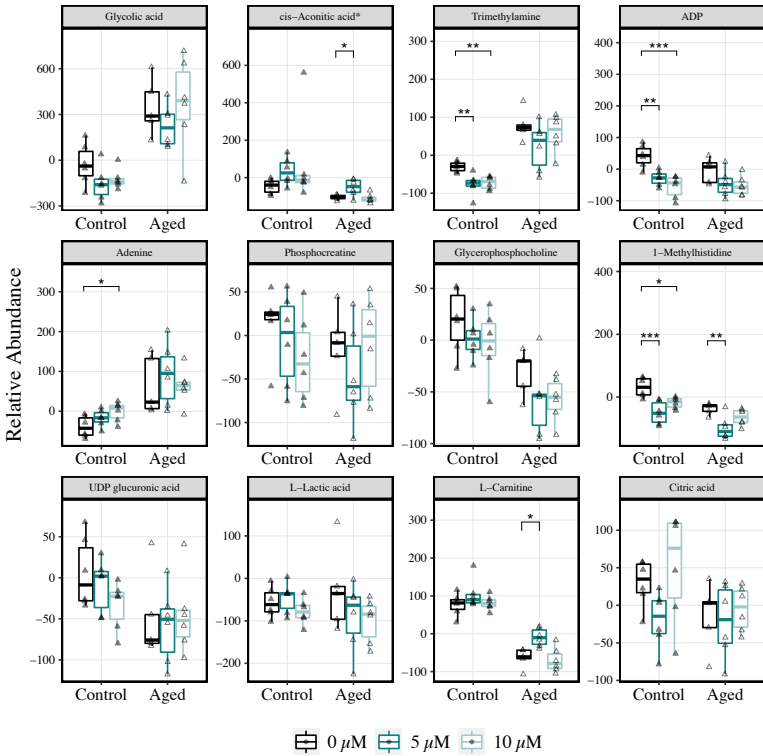 Relative Abundance
Glycolic acid
cis−Aconitic acid*
Trimethylamine
ADP
600
300
0
−300
Control Aged
600
400
200
0
*
Control Aged
300
200
100
0
−100
**
**
Control Aged
400
300
200
100
0
−100
***
**
Control Aged
Adenine
Phosphocreatine
Glycerophosphocholine
1−Methylhistidine
300
200
100
0
*
Control Aged
50
0
−50
−100
Control Aged
50
0
−50
−100
Control Aged
400
200
0
*
***
**
Control Aged
UDP glucuronic acid
L−Lactic acid
L−Carnitine
Citric acid
50
0
−50
−100
Control Aged
100
0
−100
−200
Control Aged
300
200
100
0
−100
*
Control Aged
100
50
0
−50
−100
Control Aged
0 μM 5 μM 10 μM